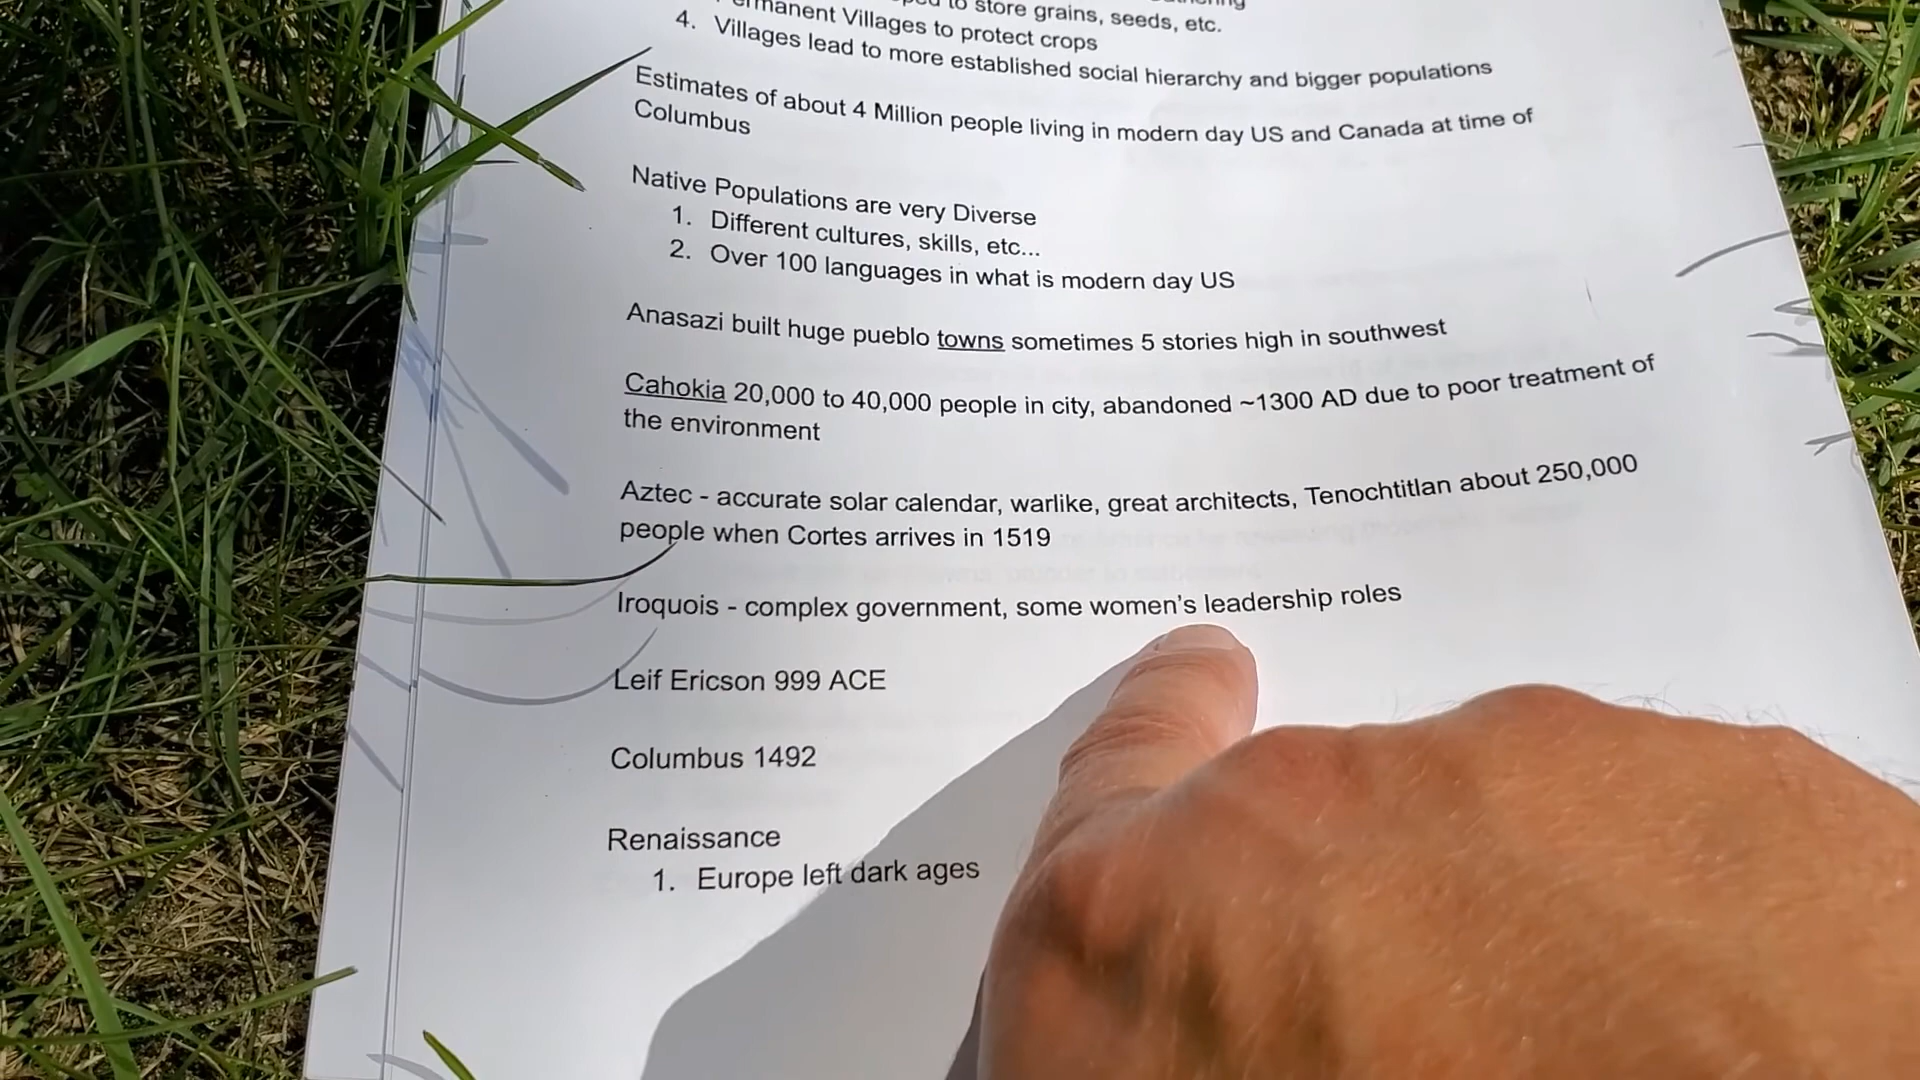 to store grains, seeds, etc.
Villages to protect crops
4. Villages lead to more established social hierarchy and bigger populations
Estimates of about 4 Million people living in modern day US and Canada at time of
Columbus
Native Populations are very Diverse
1. Different cultures, skills, etc...
2. Over 100 languages in what is modern day US
Anasazi built huge pueblo towns sometimes 5 stories high in southwest
Cahokia 20,000 to 40,000 people in city, abandoned ~1300 AD due to poor treatment of
the environment
Aztec - accurate solar calendar, warlike, great architects, Tenochtitlan about 250,000
people when Cortes arrives in 1519
Iroquois - complex government, some women's leadership roles
Leif Ericson 999 ACE
Columbus 1492
Renaissance
1. Europe left dark ages